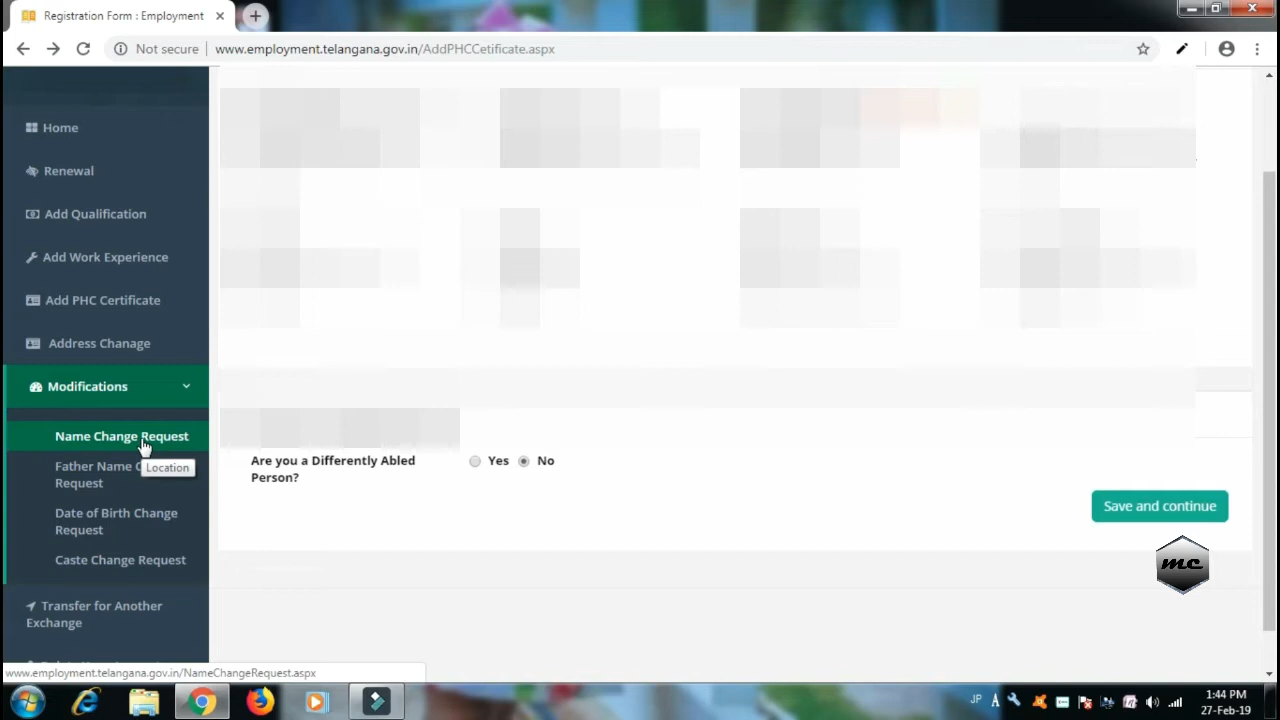 Registration Form : Employment
Not secure | www.employment.telangana.gov.in/AddPHCCetificate.aspx
Home
Renewal
Add Qualification
Add Work Experience
Add PHC Certificate
Address Chanage
Modifications
Name Change Request
Father Name
Location
Request
Date of Birth Change
Request
Caste Change Request
Transfer for Another
Exchange
Are you a Differently Abled
Person?
Yes
No
Save and continue
mc
www.employment.telangana.gov.in/NameChangeRequest.aspx
JP
A
1:44 PM
27-Feb-19